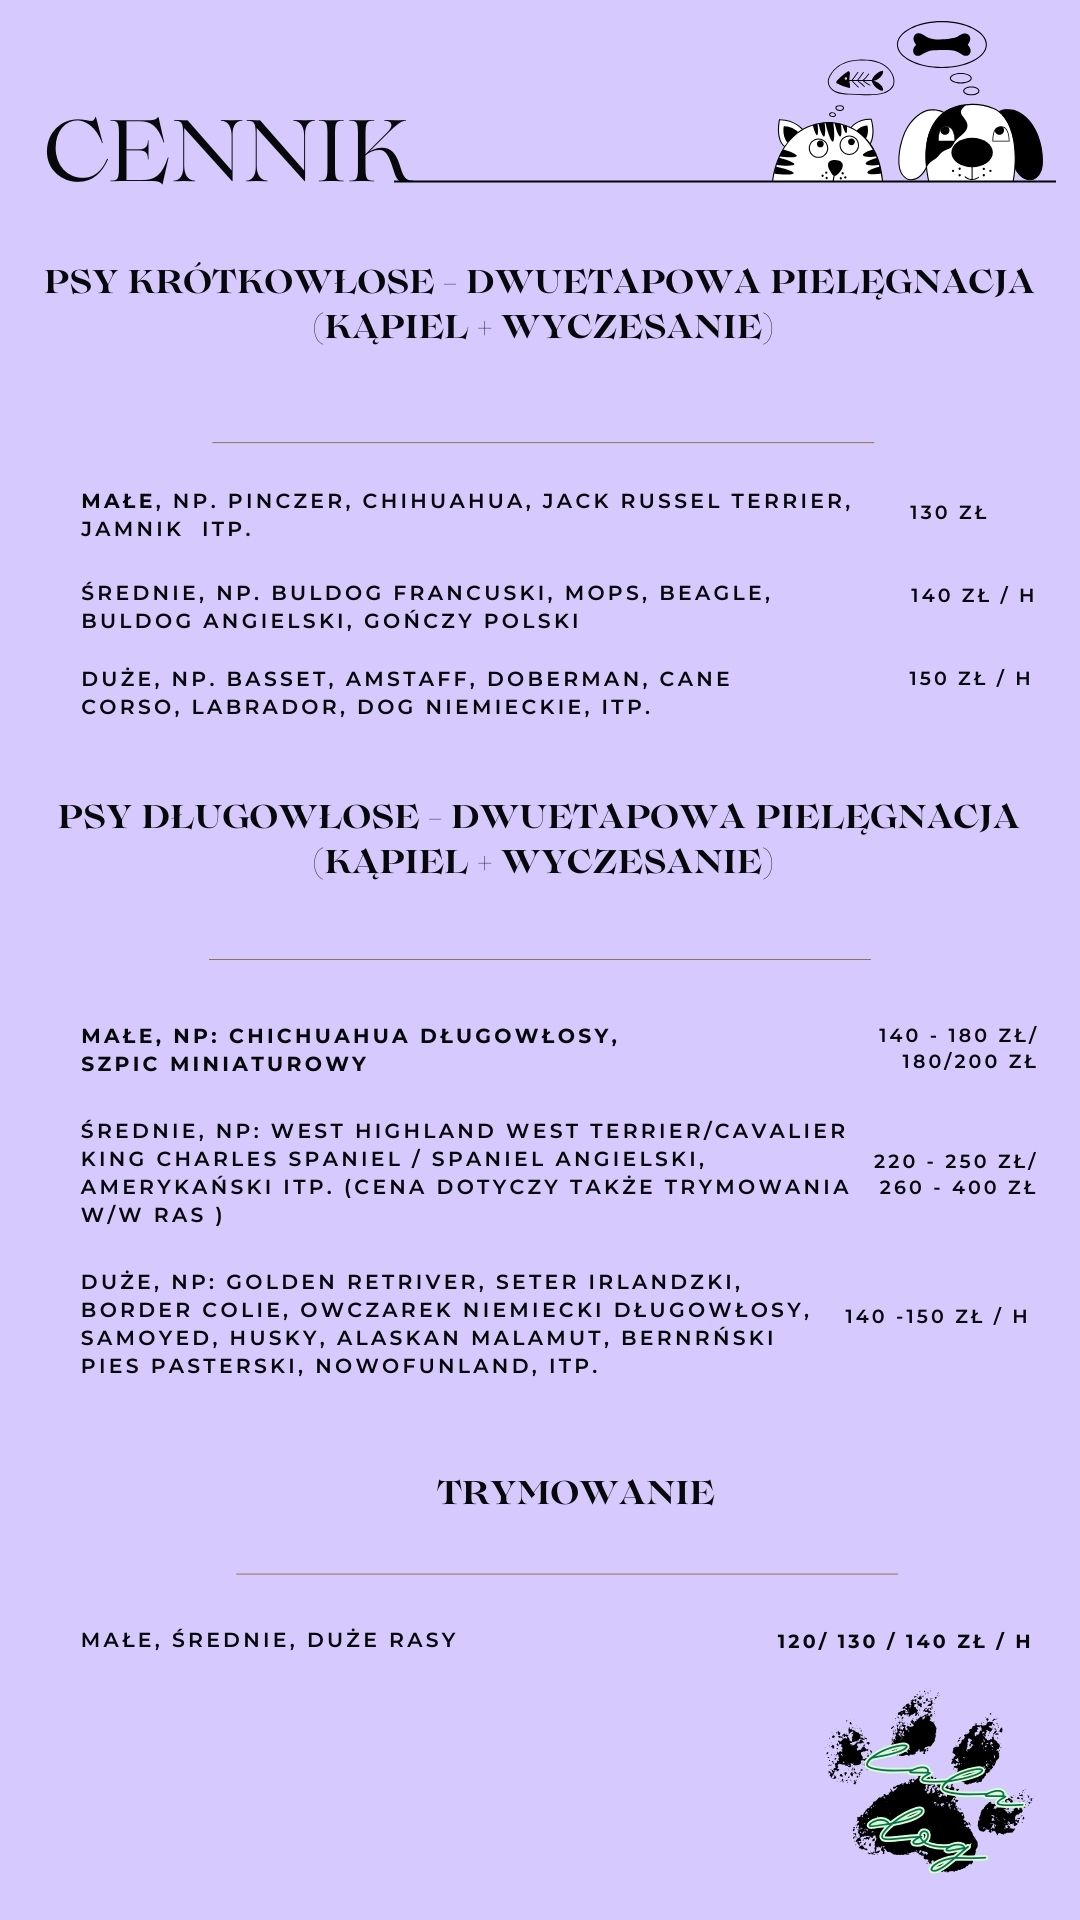 CENNIK
PSY KRÓTKOWŁOSE - DWUETAPOWA PIELĘGNACJA
(KĄPIEL + WYCZESANIE)
MAŁE, NP. PINCZER, CHIHUAHUA, JACK RUSSEL TERRIER,
JAMNIK ITP.
130 ZŁ
ŚREDNIE, NP. BULDOG FRANCUSKI, MOPS, BEAGLE,
BULDOG ANGIELSKI, GOŃCZY POLSKI
140 ZŁ / H
DUŻE, NP. BASSET, AMSTAFF, DOBERMAN, CANE
CORSO, LABRADOR, DOG NIEMIECKIE, ITP.
150 ZŁ / H
PSY DŁUGOWŁOSE - DWUETAPOWA PIELĘGNACJA
(KĄPIEL + WYCZESANIE)
MAŁE, NP: CHICHUAHUA DŁUGOWŁOSY,
SZPIC MINIATUROWY
140 - 180 ZŁ/
180/200 ZŁ
ŚREDNIE, NP: WEST HIGHLAND WEST TERRIER/CAVALIER
KING CHARLES SPANIEL / SPANIEL ANGIELSKI,
AMERYKAŃSKI ITP. (CENA DOTYCZY TAKŻE TRYMOWANIA
W/W RAS )
220 - 250 ZŁ/
260 - 400 ZŁ
DUŻE, NP: GOLDEN RETRIVER, SETER IRLANDZKI,
BORDER COLIE, OWCZAREK NIEMIECKI DŁUGOWŁOSY,
SAMOYED, HUSKY, ALASKAN MALAMUT, BERNRŃSKI
PIES PASTERSKI, NOWOFUNLAND, ITP.
140 -150 ZŁ / H
TRYMOWANIE
MAŁE, ŚREDNIE, DUŻE RASY
120/ 130 / 140 ZŁ / H
lala
dog